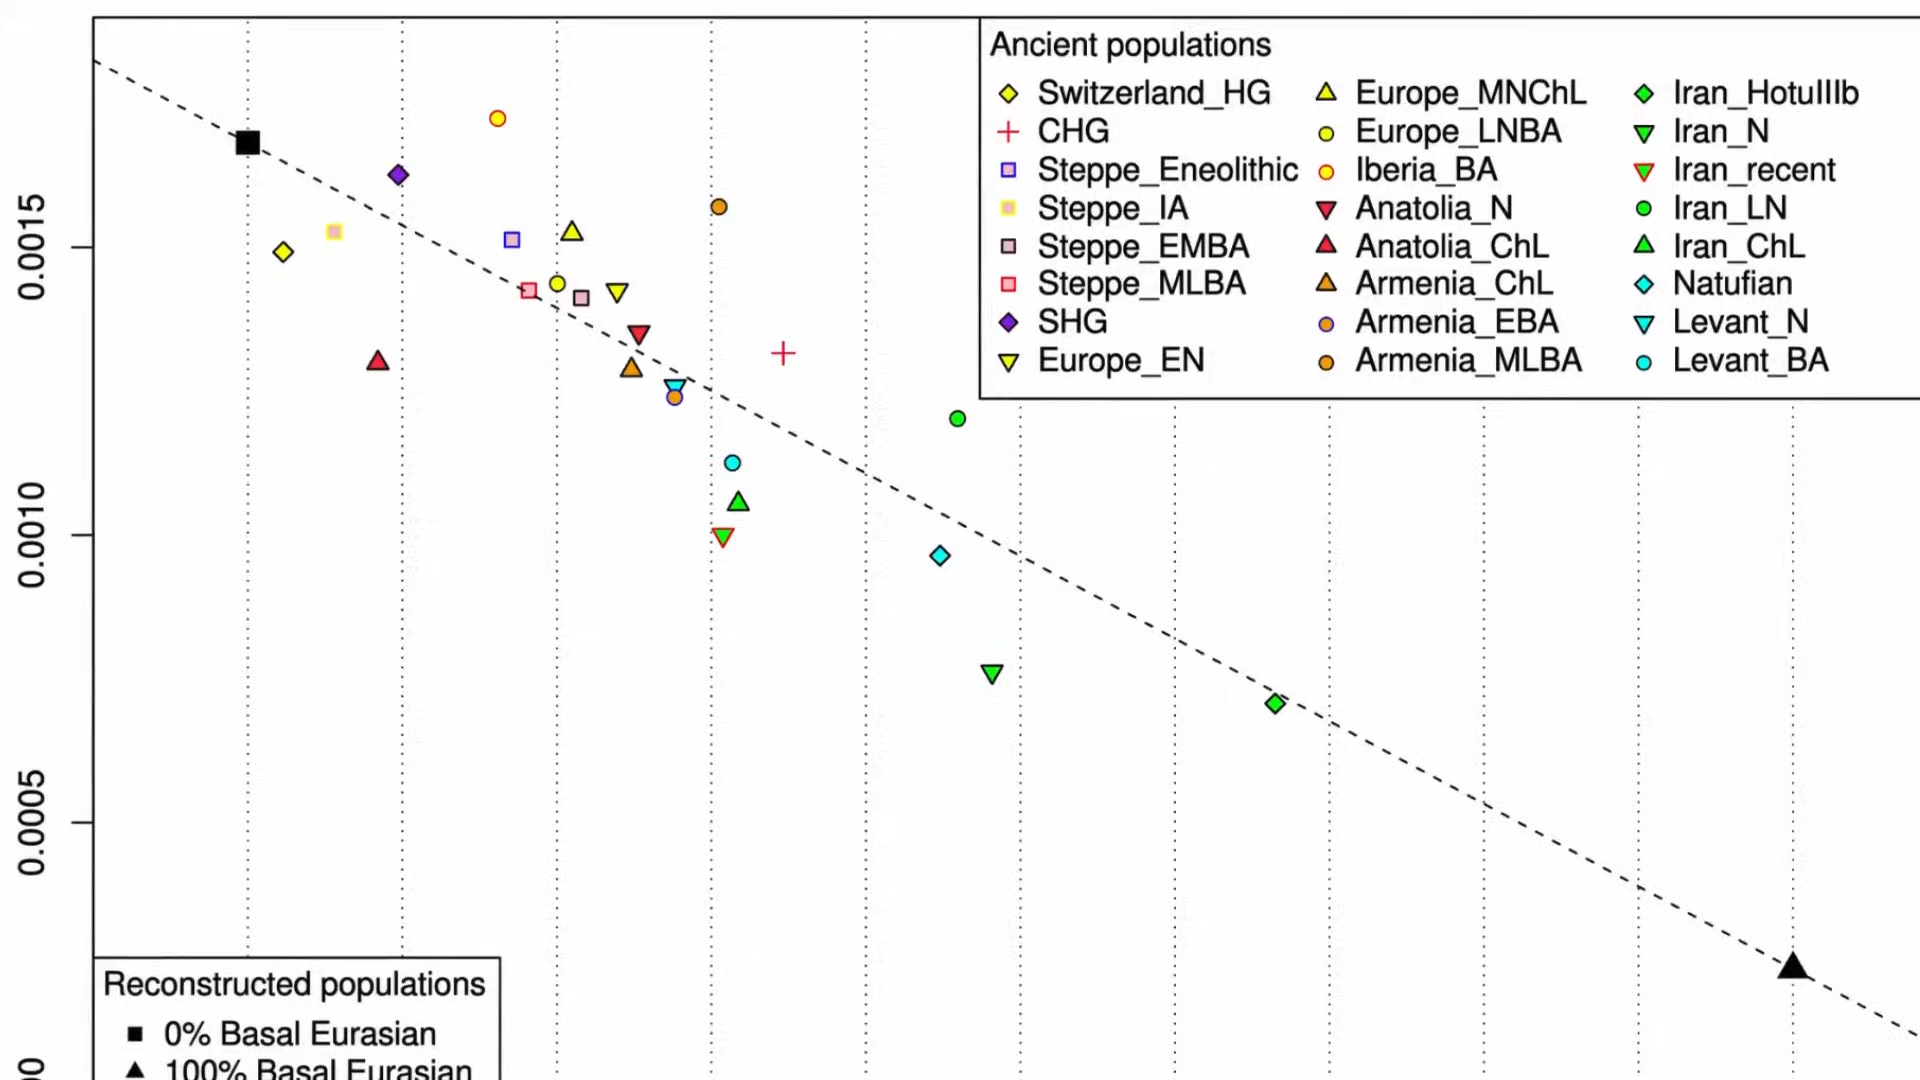 Ancient populations
Switzerland_HG
CHG
Steppe_Eneolithic
Steppe_IA
Steppe_EMBA
Steppe_MLBA
SHG
Europe_EN
Europe_MNChL
Europe_LNBA
Iberia_BA
Anatolia_N
Anatolia_ChL
Armenia_ChL
Armenia_EBA
Armenia_MLBA
Iran_HotuIIIb
Iran_N
Iran_recent
Iran_LN
Iran_ChL
Natufian
Levant_N
Levant_BA
0.0015
0.0010
0.0005
Reconstructed populations
0% Basal Eurasian
100% Basal Eurasian